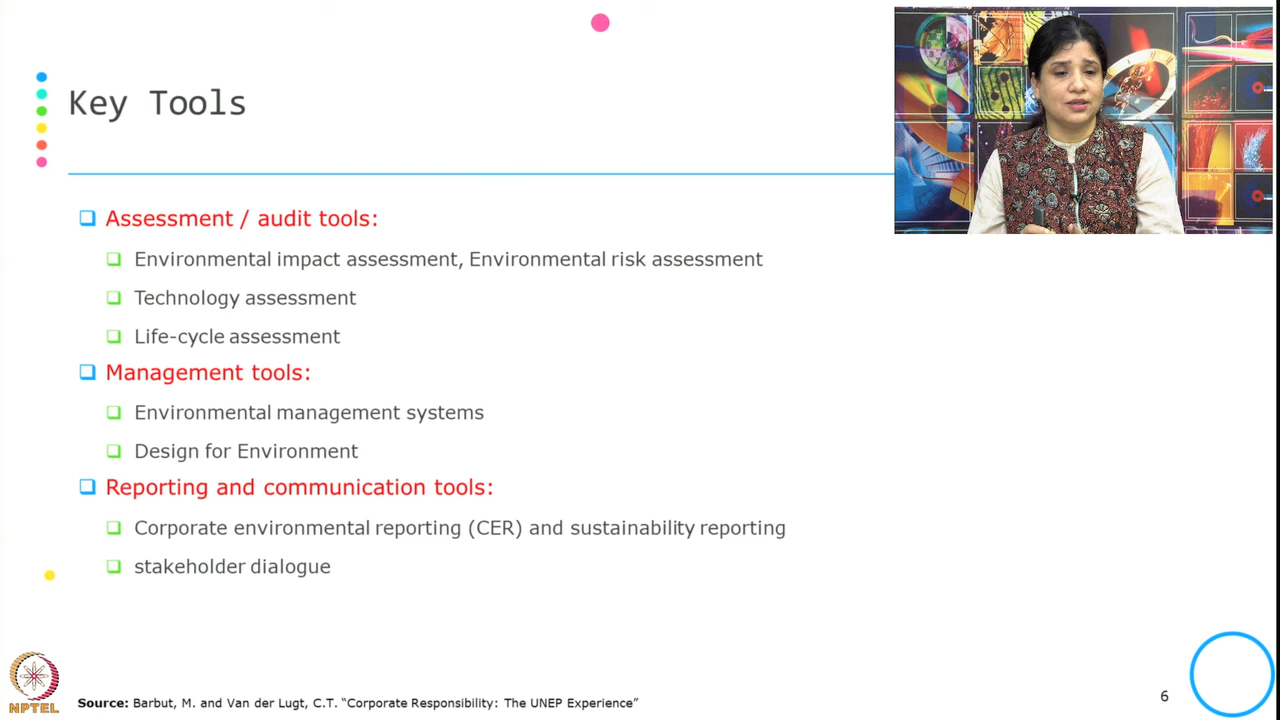 Key Tools
Assessment / audit tools:
Environmental impact assessment, Environmental risk assessment
Technology assessment
Life-cycle assessment
Management tools:
Environmental management systems
Design for Environment
Reporting and communication tools:
Corporate environmental reporting (CER) and sustainability reporting
stakeholder dialogue
NPTEL
Source: Barbut, M. and Van der Lugt, C.T. “Corporate Responsibility: The UNEP Experience”
6